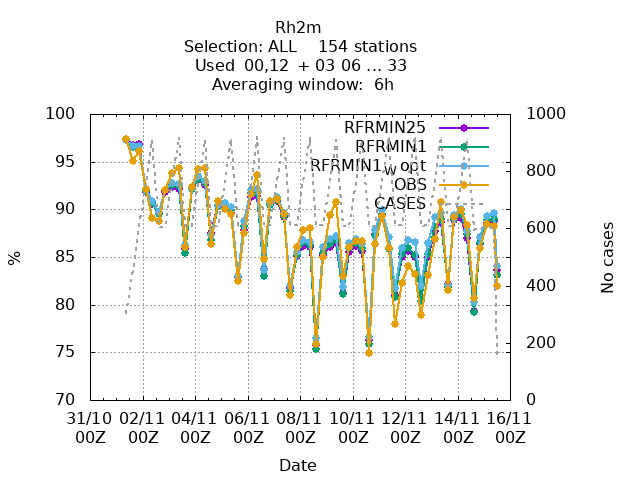 Rh2m
Selection: ALL 154 stations
Used 00,12 + 03 06 ... 33
Averaging window: 6h
100
95
90
85
80
75
70
%
1000
800
600
400
200
0
No cases
RFRMIN25
RFRMIN1
RFRMIN1_W opt
OBS
CASES
31/10 02/11 04/11 06/11 08/11 10/11 12/11 14/11 16/11
00Z 00Z 00Z 00Z 00Z 00Z 00Z 00Z 00Z
Date